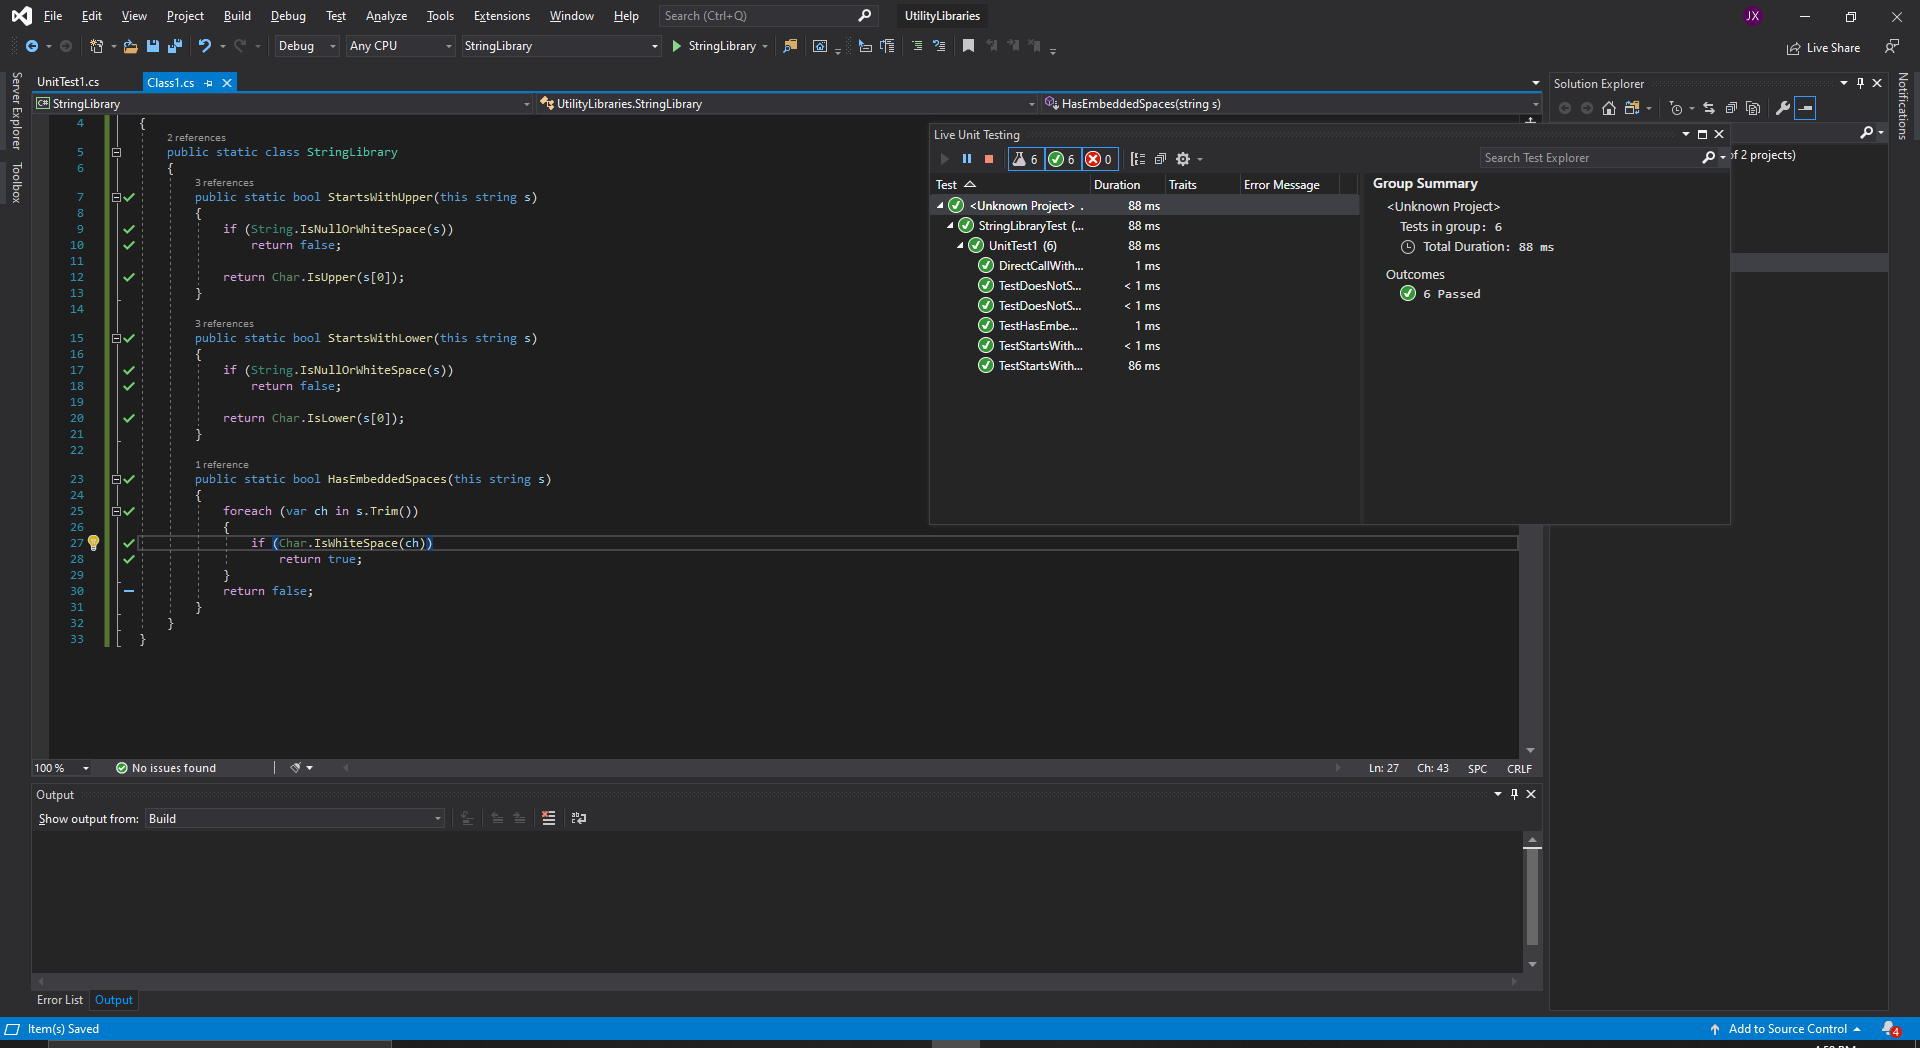 File Edit View Project Build Debug Test Analyze Tools Extensions Window Help Search (Ctrl+Q) UtilityLibraries JX
Debug Any CPU StringLibrary StringLibrary Live Share
Server Explorer
Toolbox
UnitTest1.cs Class1.cs
C# StringLibrary UtilityLibraries.StringLibrary HasEmbeddedSpaces(string s)
4 {
2 references
5 public static class StringLibrary
6 {
3 references
7 public static bool StartsWithUpper(this string s)
8 {
9 if (String.IsNullOrWhiteSpace(s))
10 return false;
11
12 return Char.IsUpper(s[0]);
13 }
14
3 references
15 public static bool StartsWithLower(this string s)
16 {
17 if (String.IsNullOrWhiteSpace(s))
18 return false;
19
20 return Char.IsLower(s[0]);
21 }
22
1 reference
23 public static bool HasEmbeddedSpaces(this string s)
24 {
25 foreach (var ch in s.Trim())
26 {
27 if (Char.IsWhiteSpace(ch))
28 return true;
29 }
30 return false;
31 }
32 }
33 }
100 % No issues found Ln: 27 Ch: 43 SPC CRLF
Live Unit Testing
6 6 0 Search Test Explorer
Test Duration Traits Error Message
<Unknown Project> . 88 ms
StringLibraryTest (... 88 ms
UnitTest1 (6) 88 ms
DirectCallWith... 1 ms
TestDoesNotS... < 1 ms
TestDoesNotS... < 1 ms
TestHasEmbe... 1 ms
TestStartsWith... < 1 ms
TestStartsWith... 86 ms
Group Summary
<Unknown Project>
Tests in group: 6
Total Duration: 88 ms
Outcomes
6 Passed
Solution Explorer
of 2 projects)
Notifications
Output
Show output from: Build
Error List Output
Item(s) Saved Add to Source Control 4